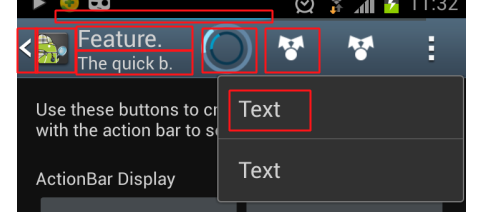 11:32
Feature.
The quick b.
Use these buttons to cr
with the action bar to s
Text
Text
ActionBar Display